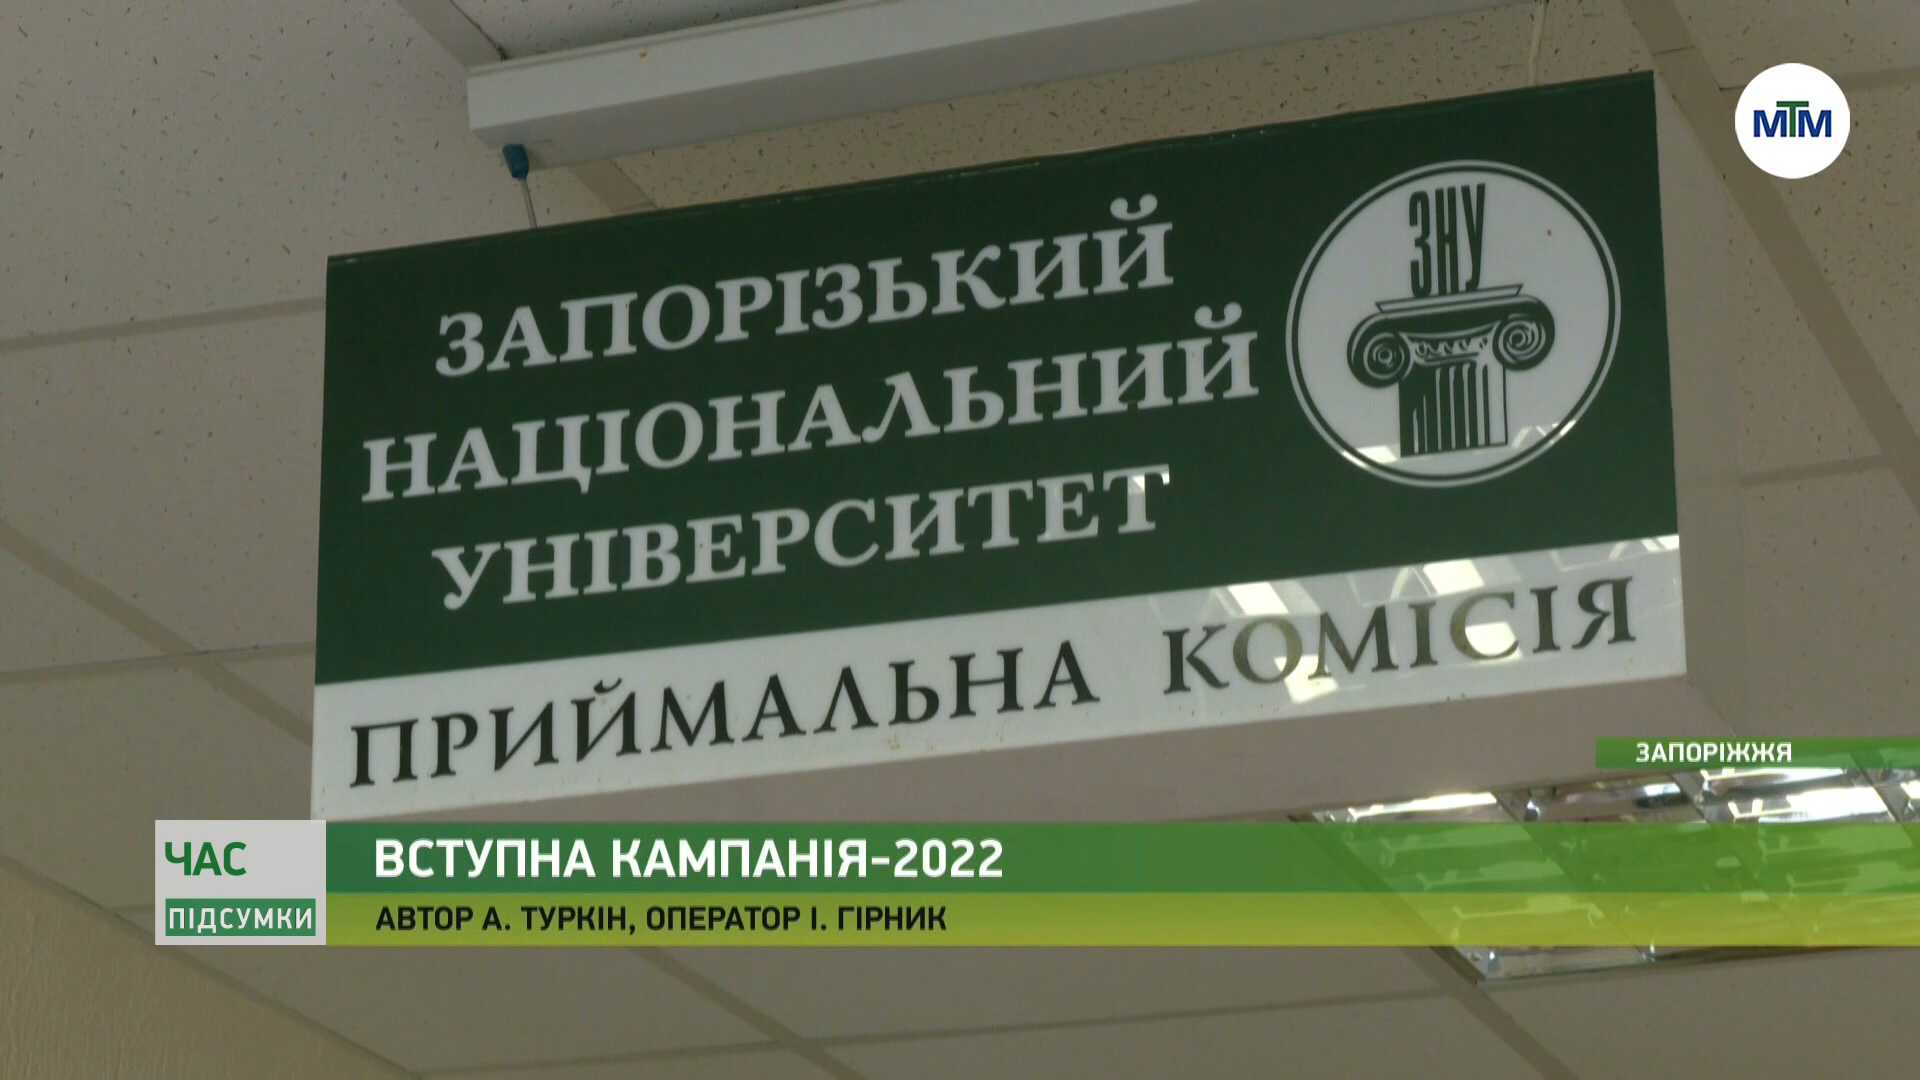 МТМ
ЗНУ
ЗАПОРІЗЬКИЙ
НАЦІОНАЛЬНИЙ
УНІВЕРСИТЕТ
ПРИЙМАЛЬНА КОМІСІЯ
ЗАПОРІЖЖЯ
ЧАС
ПІДСУМКИ
ВСТУПНА КАМПАНІЯ-2022
АВТОР А. ТУРКІН, ОПЕРАТОР І. ГІРНИК